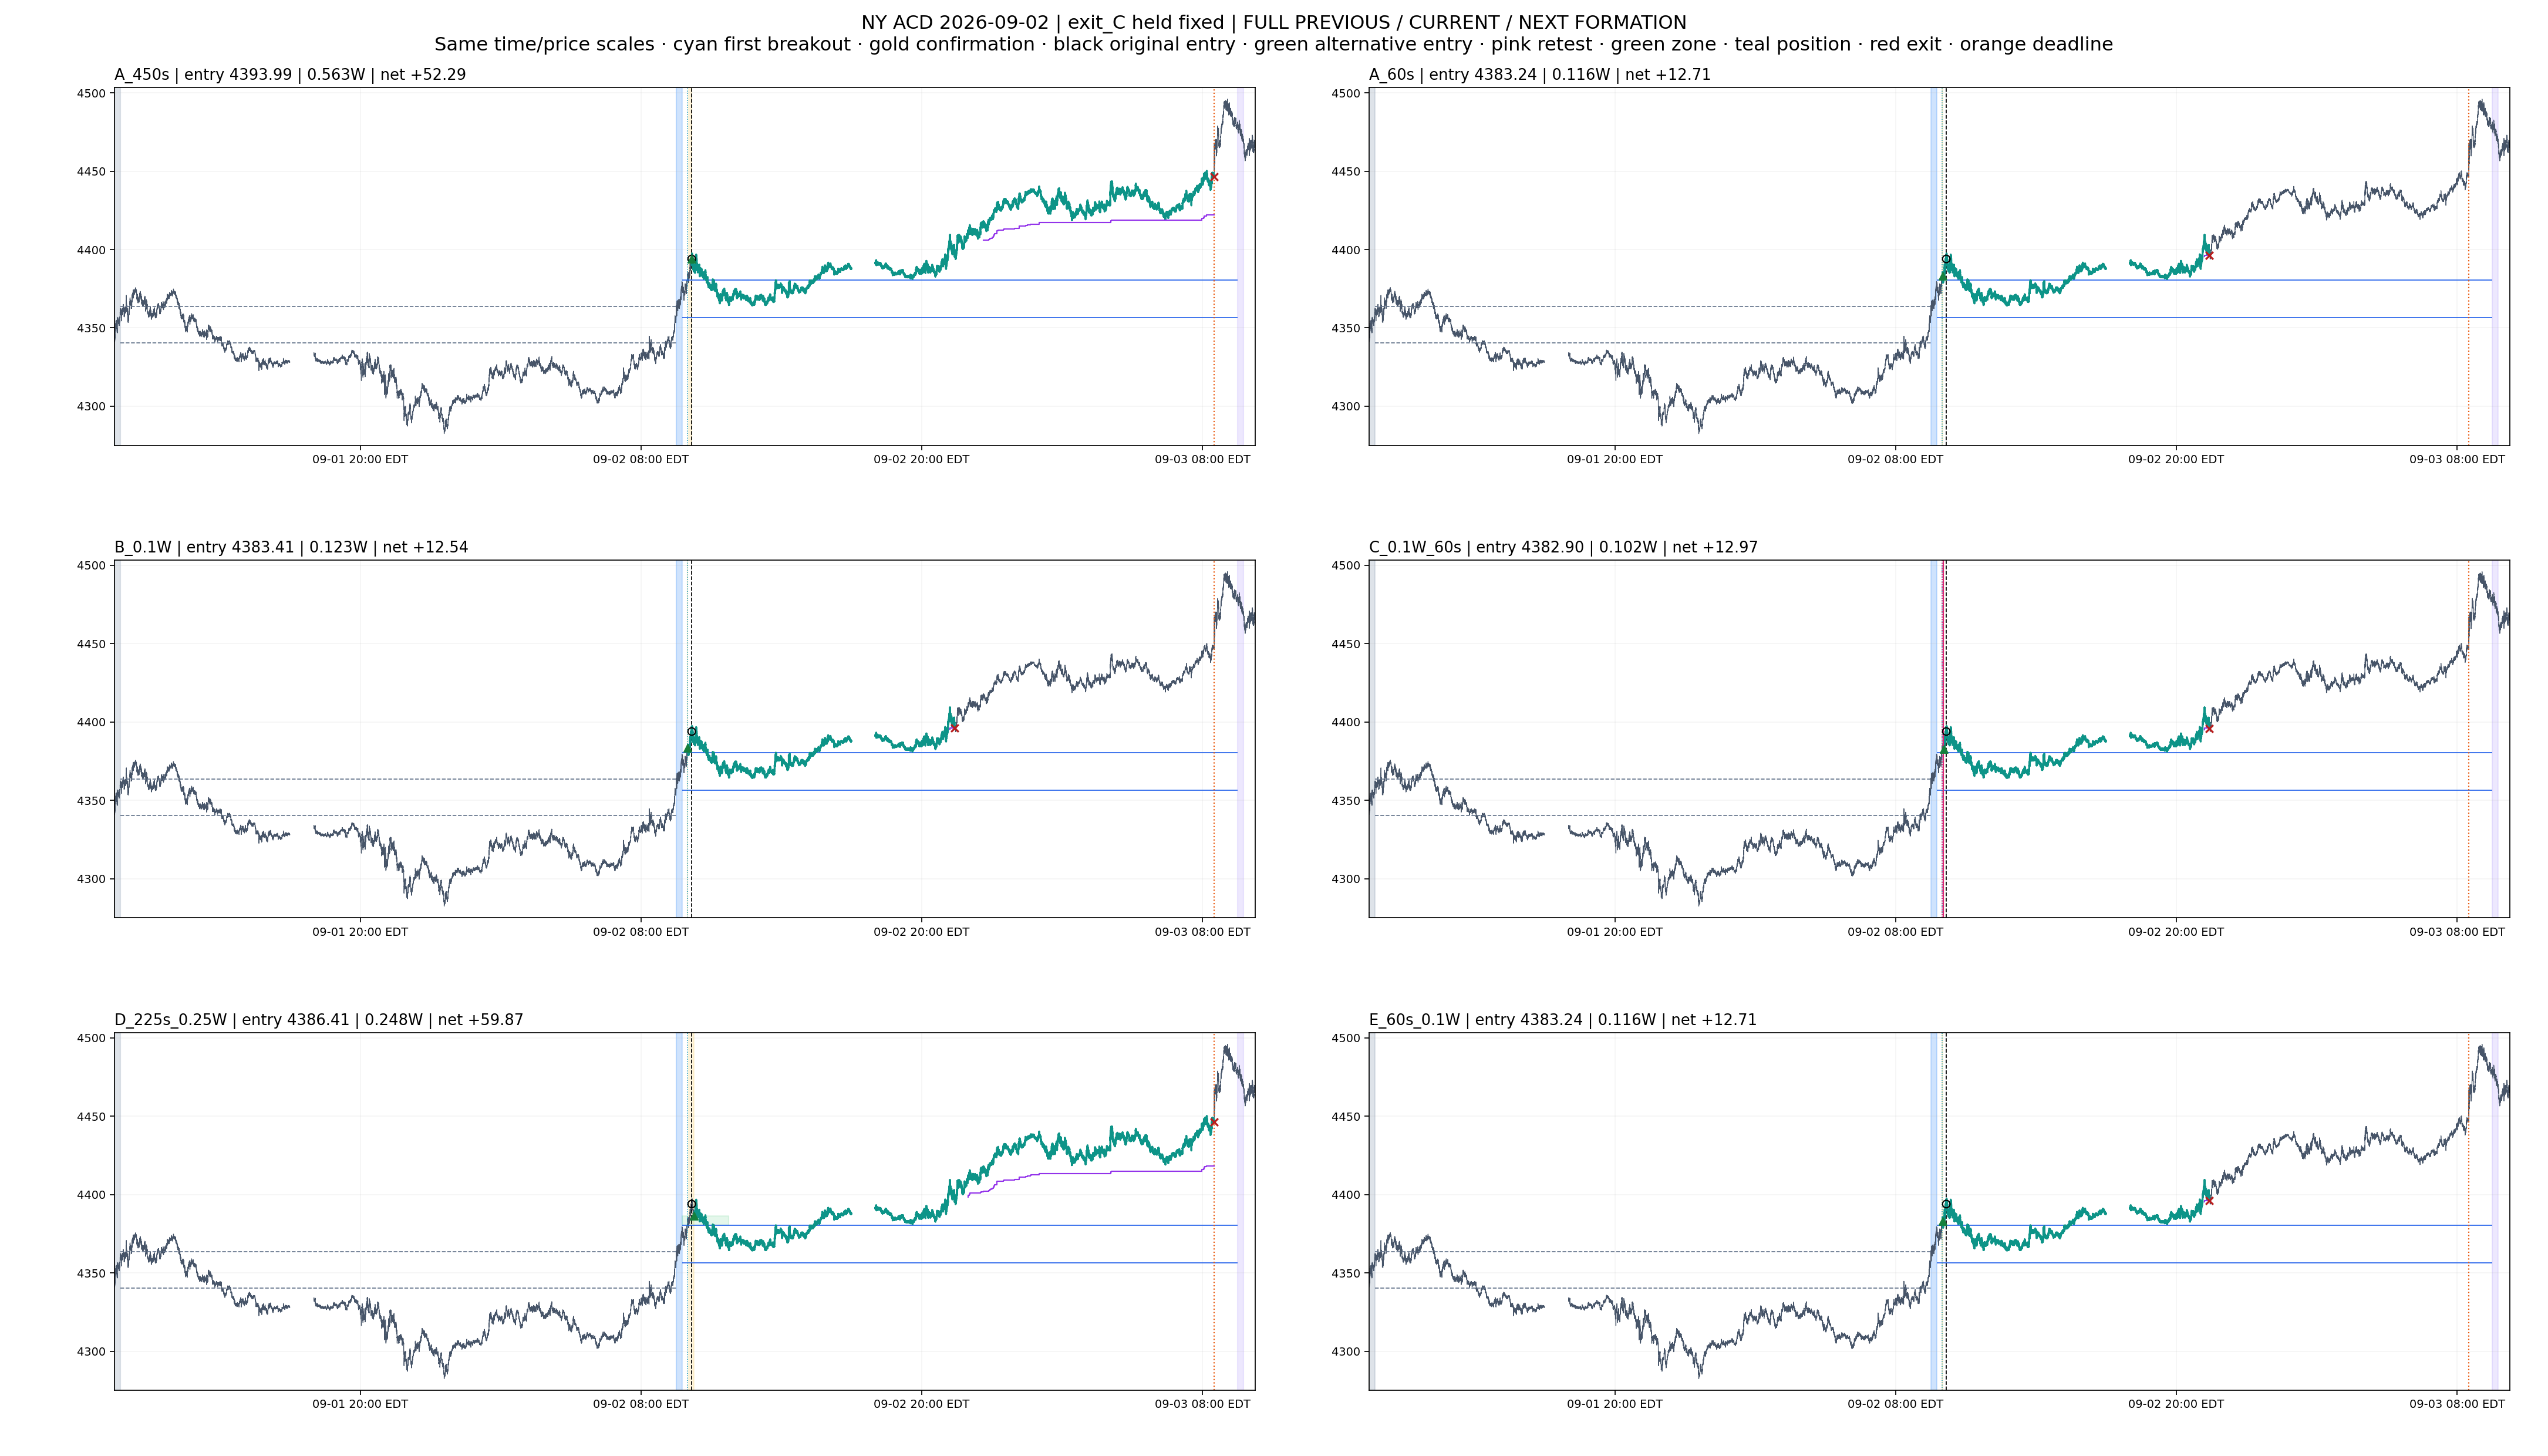 NY ACD 2026-09-02 | exit_C held fixed | FULL PREVIOUS / CURRENT / NEXT FORMATION
Same time/price scales · cyan first breakout · gold confirmation · black original entry · green alternative entry · pink retest · green zone · teal position · red exit · orange deadline
A_450s | entry 4393.99 | 0.563W | net +52.29
4500
4450
4400
4350
4300
09-01 20:00 EDT
09-02 08:00 EDT
09-02 20:00 EDT
09-03 08:00 EDT
A_60s | entry 4383.24 | 0.116W | net +12.71
4500
4450
4400
4350
4300
09-01 20:00 EDT
09-02 08:00 EDT
09-02 20:00 EDT
09-03 08:00 EDT
B_0.1W | entry 4383.41 | 0.123W | net +12.54
4500
4450
4400
4350
4300
09-01 20:00 EDT
09-02 08:00 EDT
09-02 20:00 EDT
09-03 08:00 EDT
C_0.1W_60s | entry 4382.90 | 0.102W | net +12.97
4500
4450
4400
4350
4300
09-01 20:00 EDT
09-02 08:00 EDT
09-02 20:00 EDT
09-03 08:00 EDT
D_225s_0.25W | entry 4386.41 | 0.248W | net +59.87
4500
4450
4400
4350
4300
09-01 20:00 EDT
09-02 08:00 EDT
09-02 20:00 EDT
09-03 08:00 EDT
E_60s_0.1W | entry 4383.24 | 0.116W | net +12.71
4500
4450
4400
4350
4300
09-01 20:00 EDT
09-02 08:00 EDT
09-02 20:00 EDT
09-03 08:00 EDT